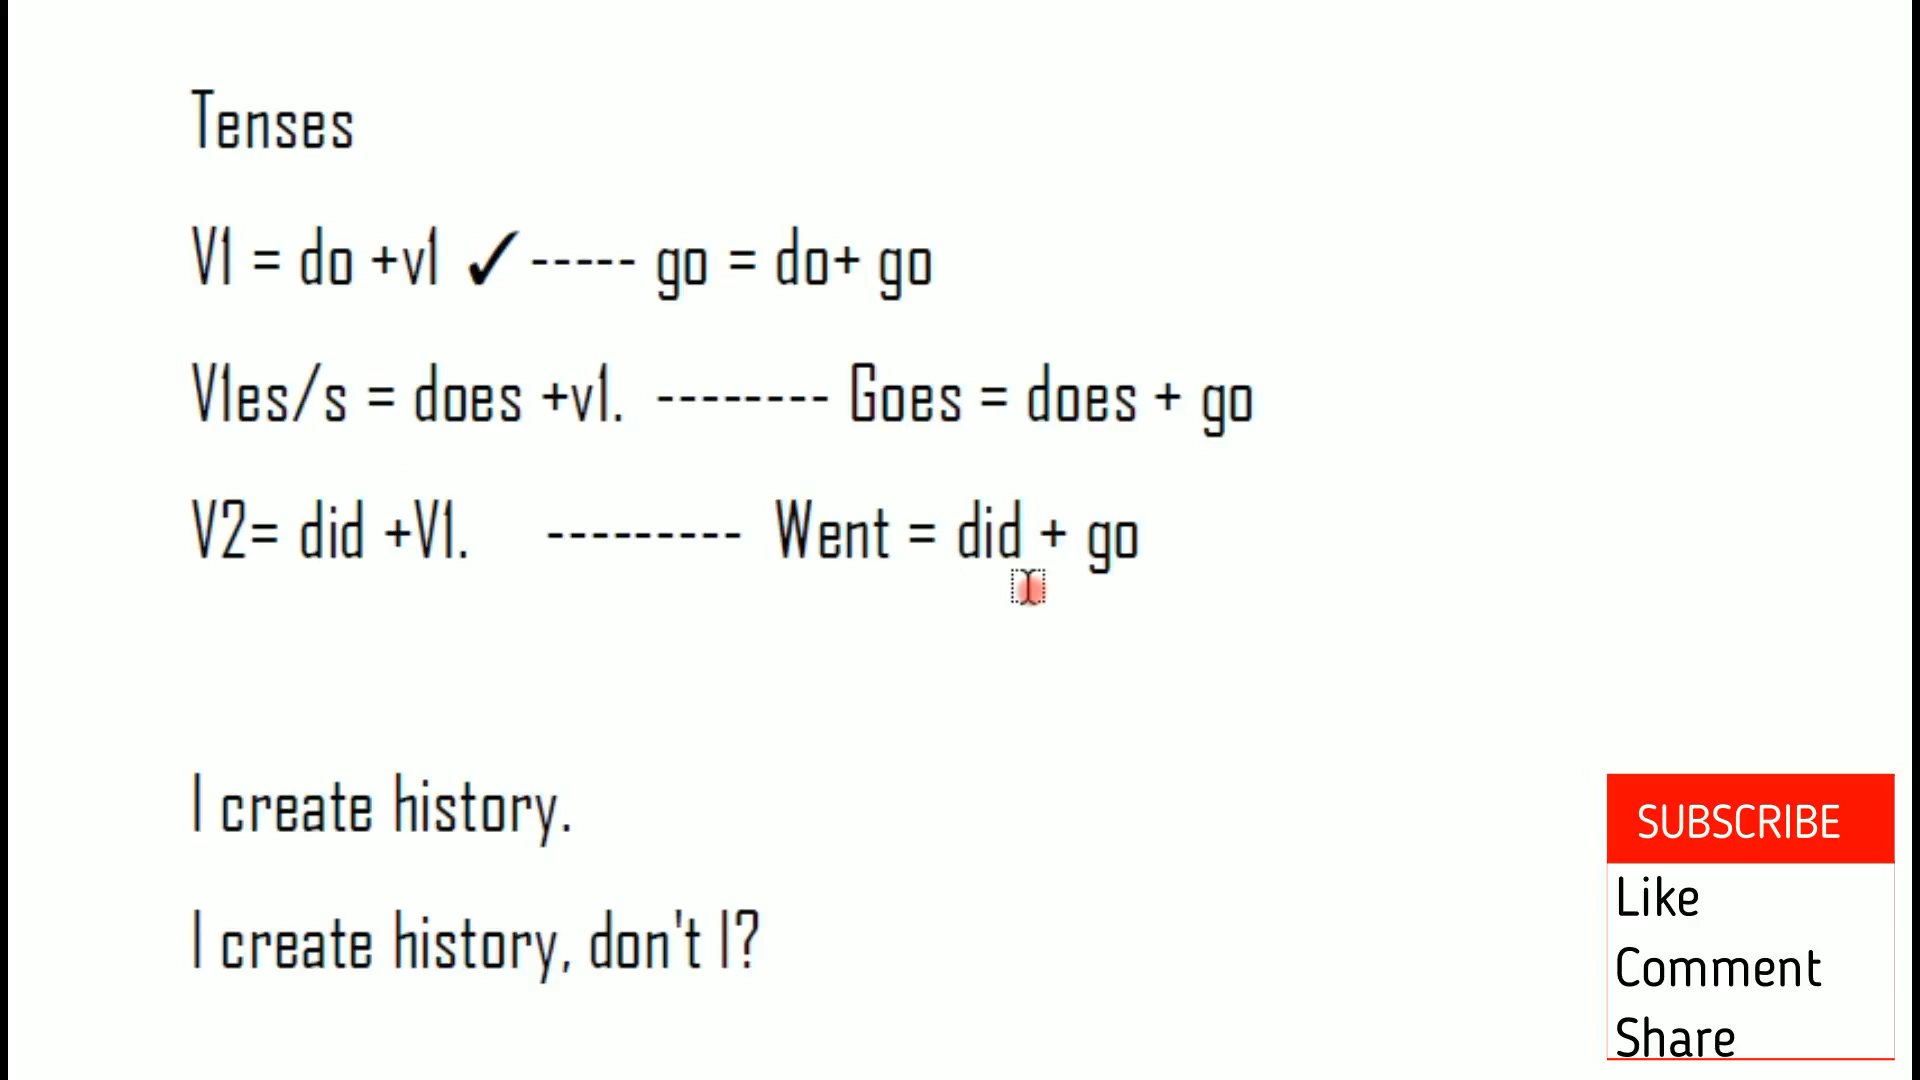 Tenses
V1 = do +v1 ✓----- go = do+ go
V1es/s = does +v1. -------- Goes = does + go
V2= did +V1. --------- Went = did + go
I create history.
I create history, don't I?
SUBSCRIBE
Like
Comment
Share